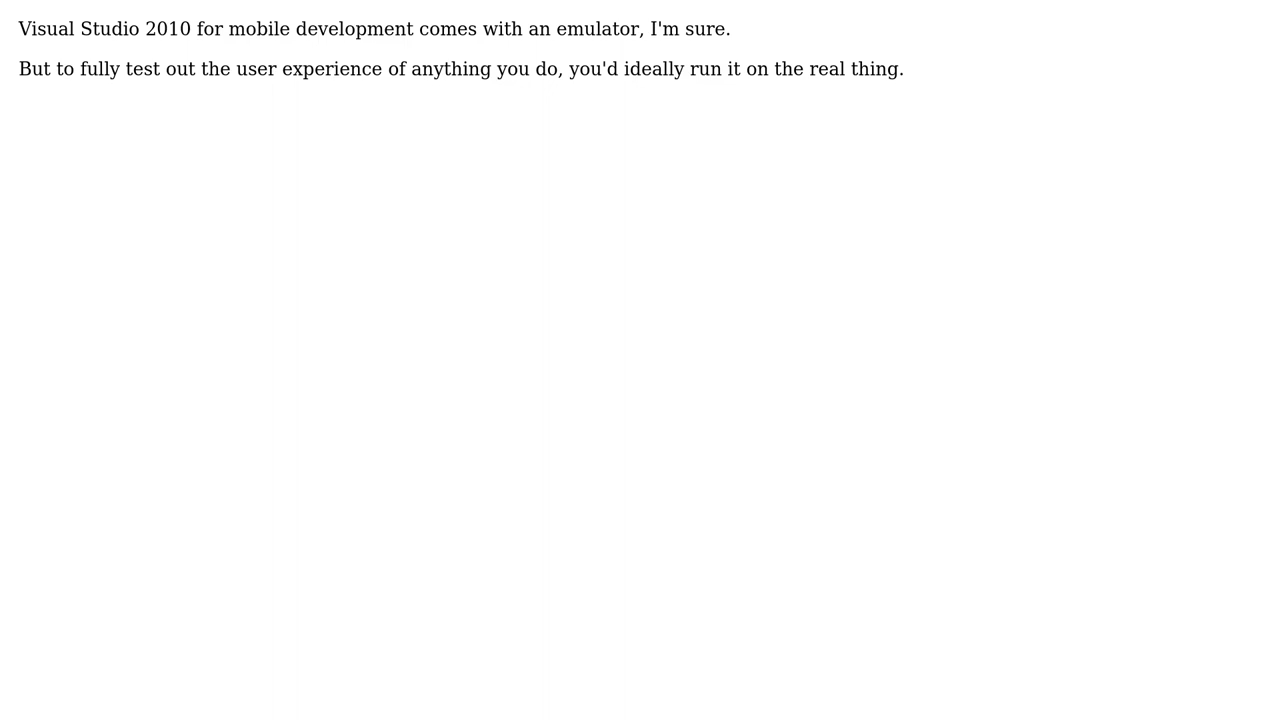 Visual Studio 2010 for mobile development comes with an emulator, I'm sure.
But to fully test out the user experience of anything you do, you'd ideally run it on the real thing.